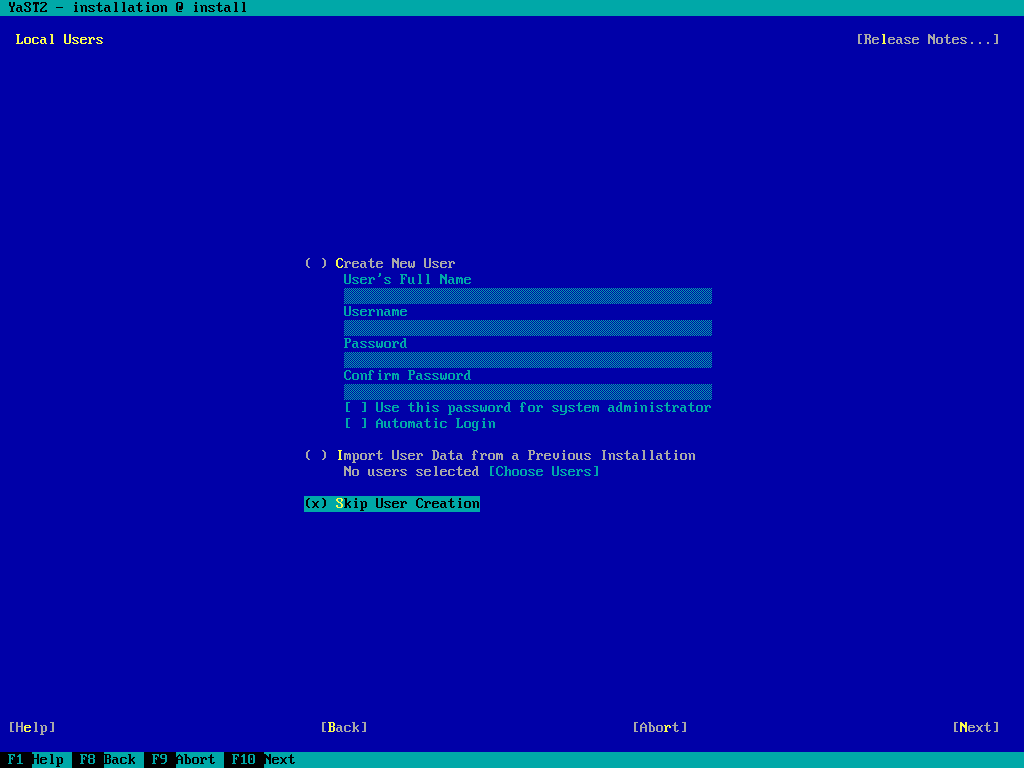 YaST2 - installation @ install
Local Users [Release Notes...]
( ) Create New User
User's Full Name
Username
Password
Confirm Password
[ ] Use this password for system administrator
[ ] Automatic Login
( ) Import User Data from a Previous Installation
No users selected [Choose Users]
(x) Skip User Creation
[Help] [Back] [Abort] [Next]
F1 Help F8 Back F9 Abort F10 Next